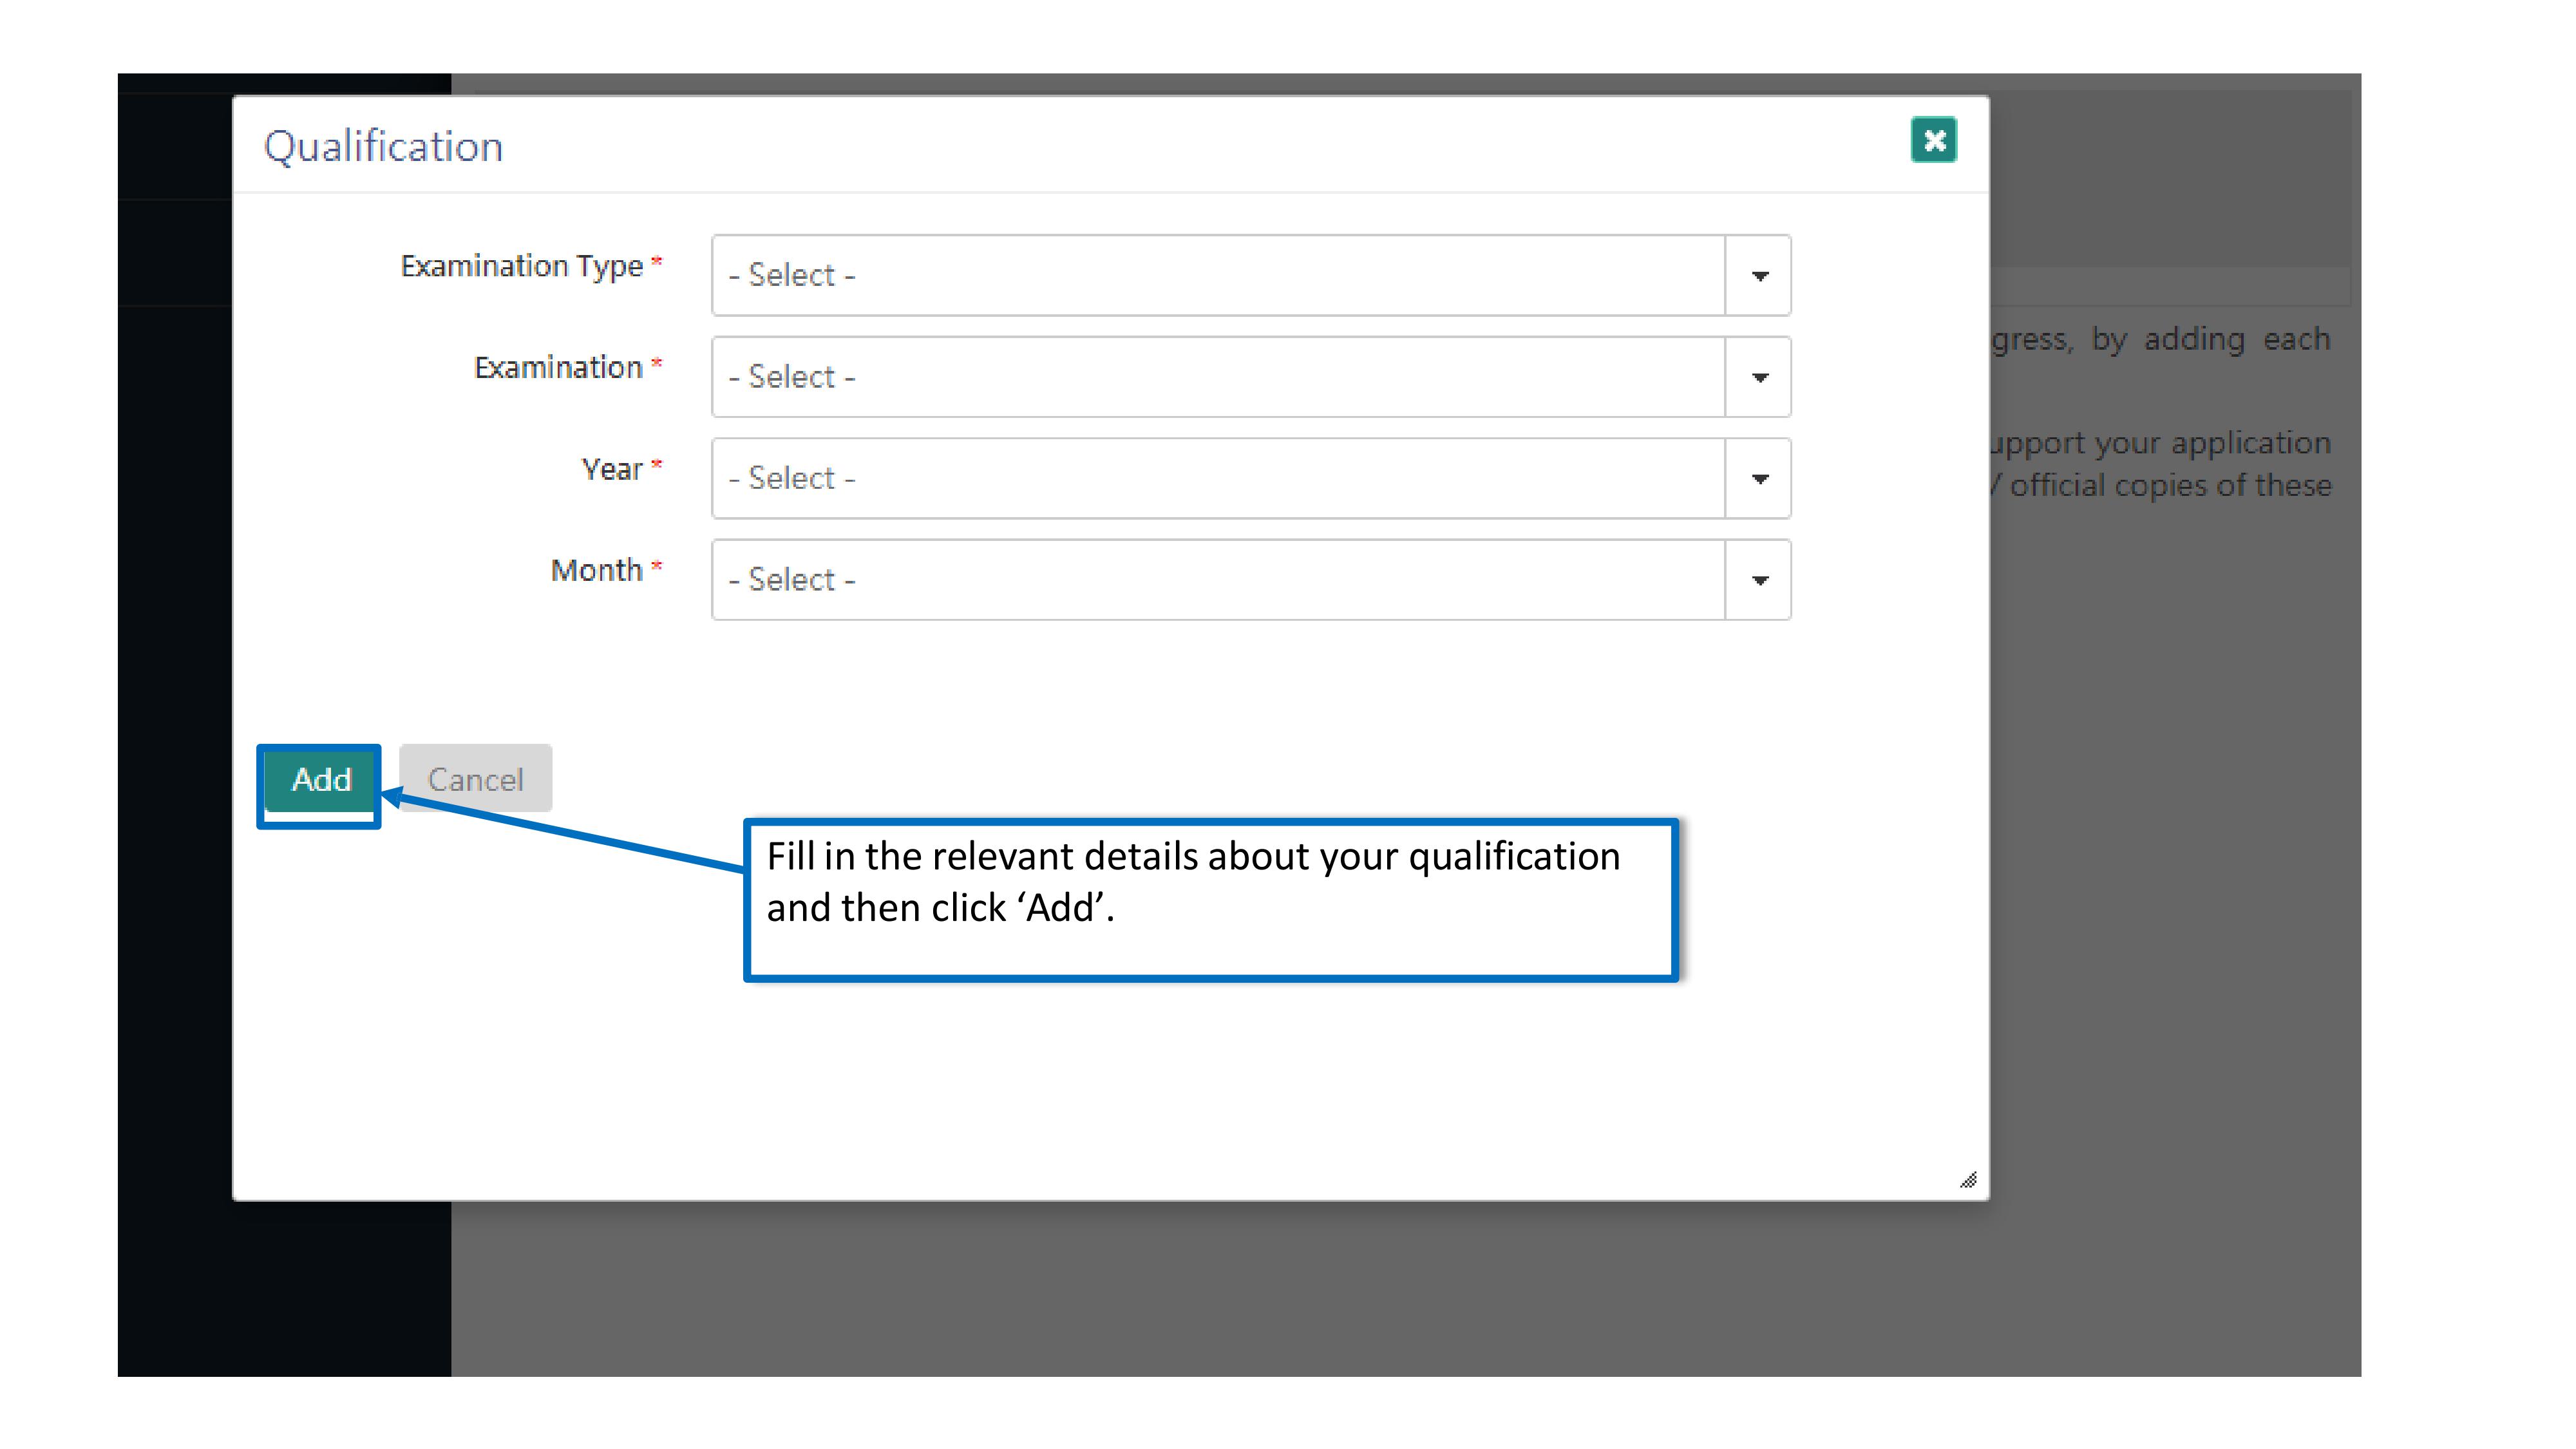 Qualification
Examination Type *
- Select -
Examination *
- Select -
Year *
- Select -
Month *
- Select -
gress, by adding each
upport your application
/ official copies of these
Add
Cancel
Fill in the relevant details about your qualification
and then click ‘Add’.